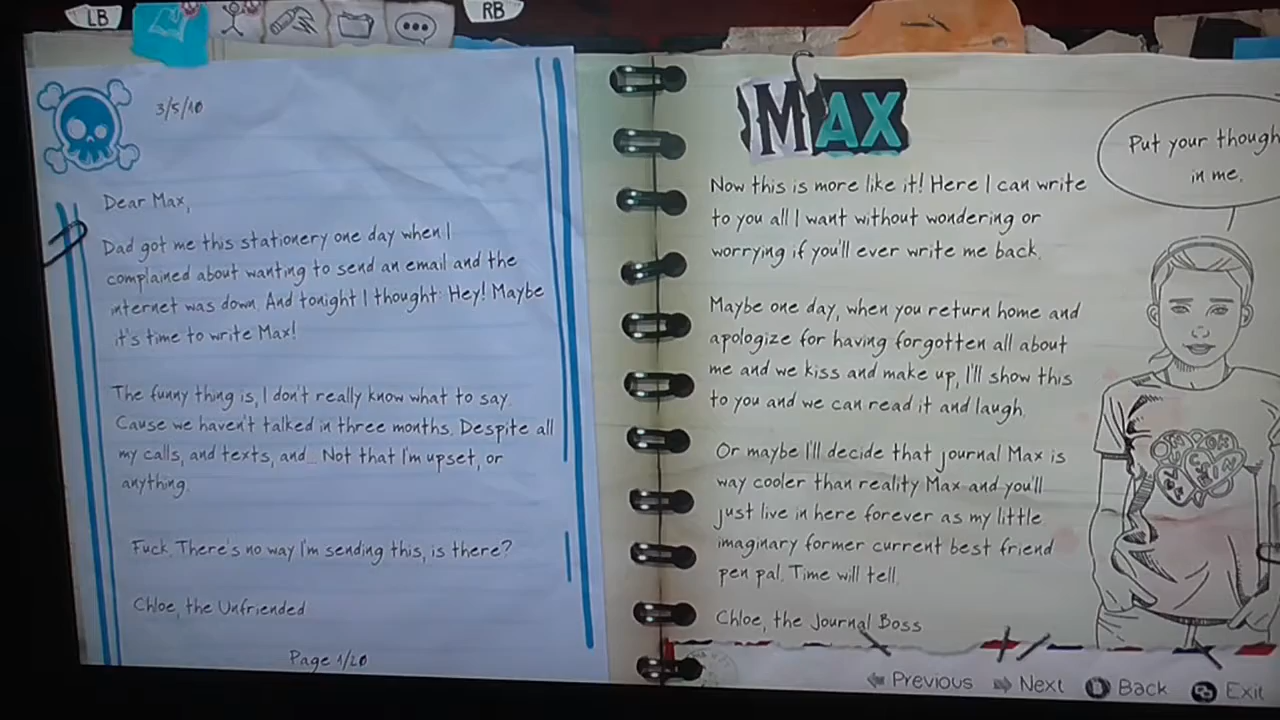 LB
RB
3/5/10
Dear Max,
Dad got me this stationery one day when I
complained about wanting to send an email and the
internet was down. And tonight I thought: Hey! Maybe
it's time to write Max!
The funny thing is, I don't really know what to say.
Cause we haven't talked in three months. Despite all
my calls, and texts, and... Not that I'm upset, or
anything.
Fuck. There's no way I'm sending this, is there?
Chloe, the Unfriended
Page 1/20
MAX
Now this is more like it! Here I can write
to you all I want without wondering or
worrying if you'll ever write me back.
Maybe one day, when you return home and
apologize for having forgotten all about
me and we kiss and make up, I'll show this
to you and we can read it and laugh.
Or maybe I'll decide that journal Max is
way cooler than reality Max and you'll
just live in here forever as my little
imaginary former current best friend
pen pal. Time will tell.
Chloe, the Journal Boss
Put your though
in me.
Previous
Next
Back
Exit